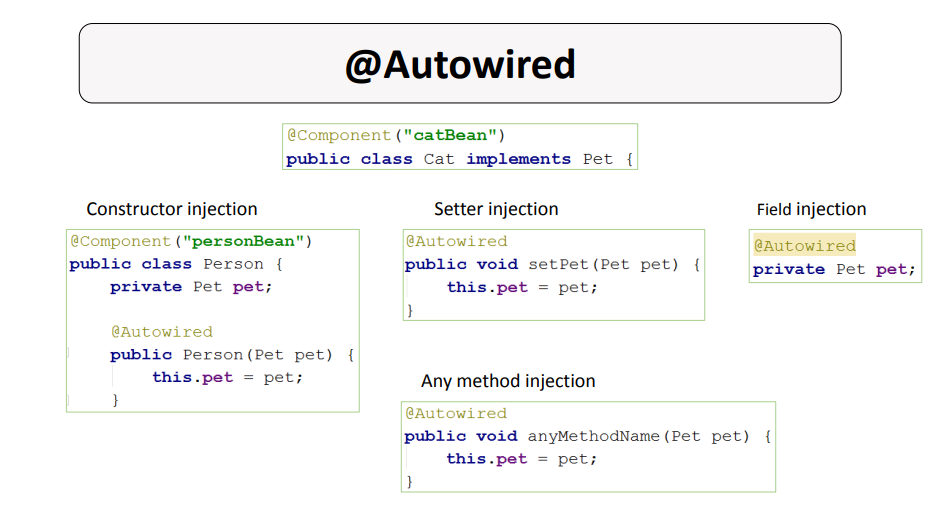 @Autowired
@Component("catBean")
public class Cat implements Pet {
Constructor injection
@Component("personBean")
public class Person {
private Pet pet;
@Autowired
public Person(Pet pet) {
this.pet = pet;
}
Setter injection
@Autowired
public void setPet(Pet pet) {
this.pet = pet;
}
Field injection
@Autowired
private Pet pet;
Any method injection
@Autowired
public void anyMethodName(Pet pet) {
this.pet = pet;
}